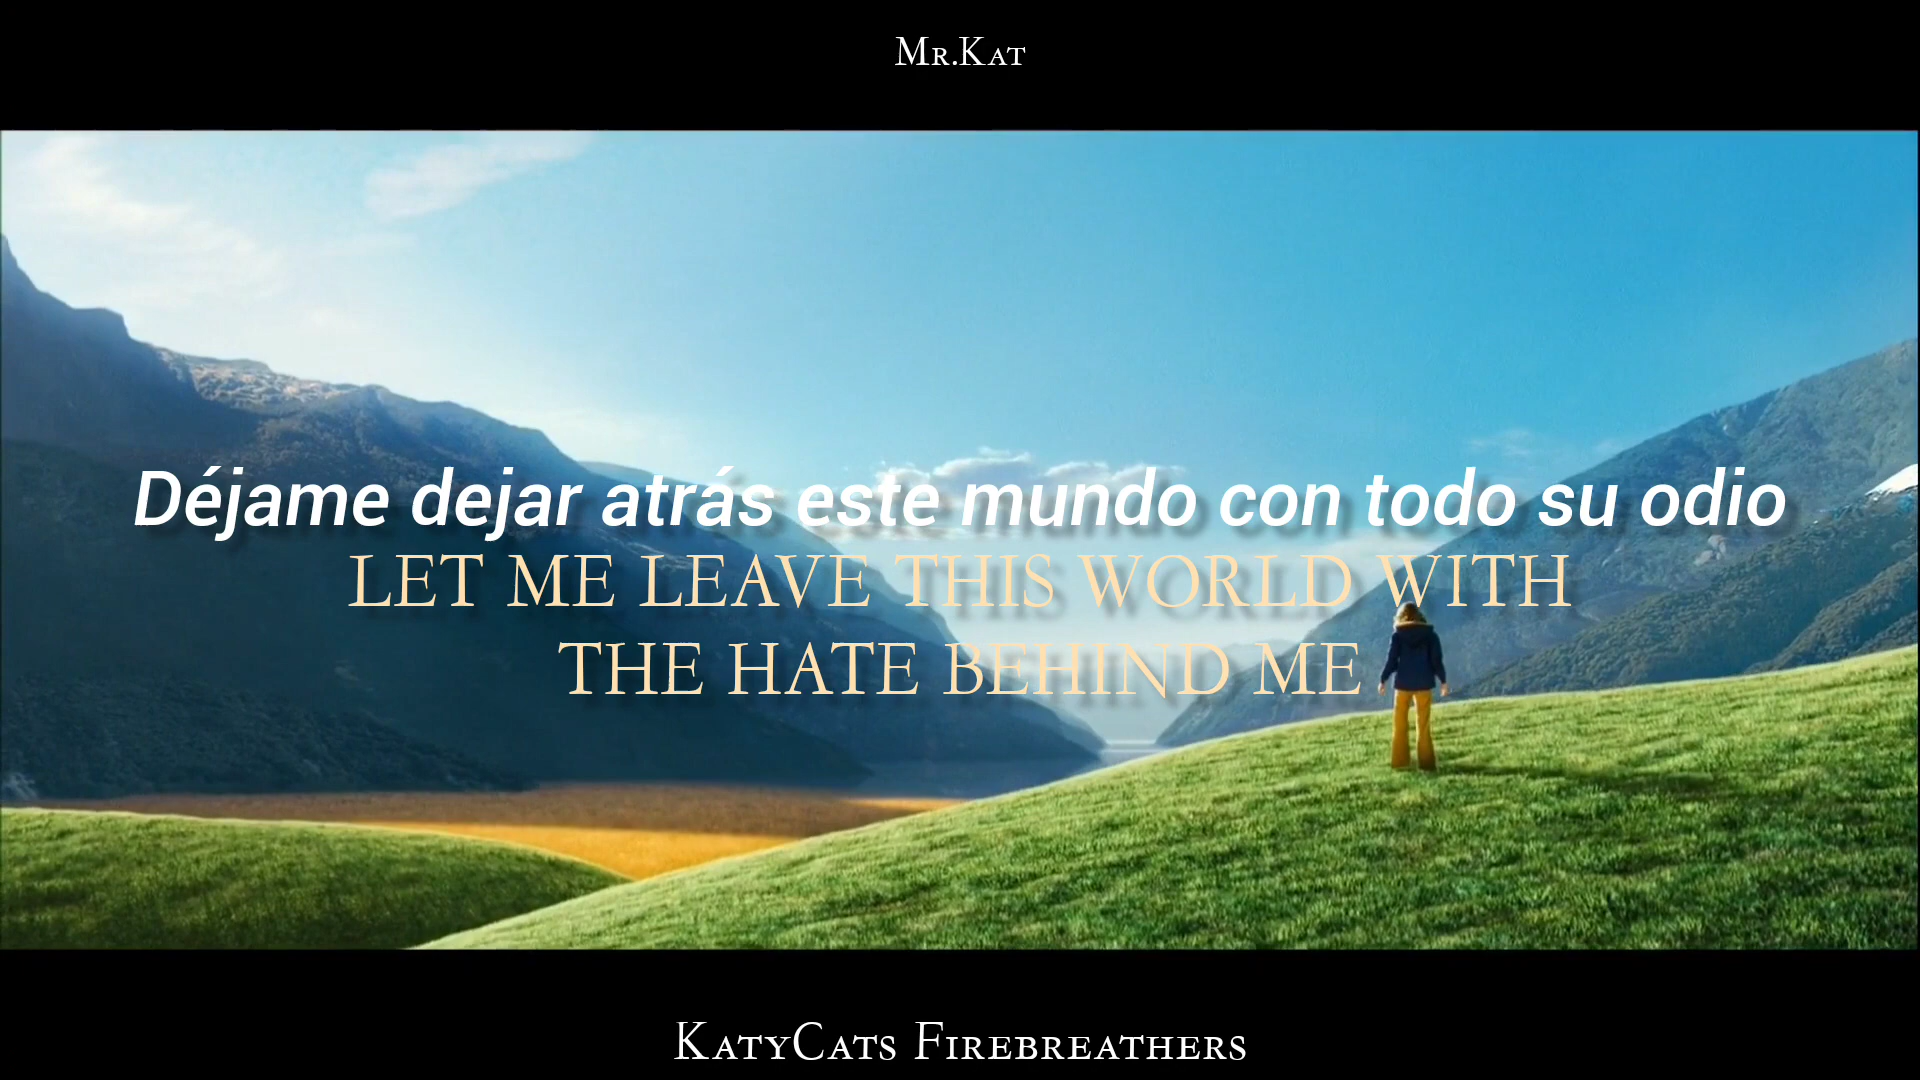 Mr.Kat
Déjame dejar atrás este mundo con todo su odio
LET ME LEAVE THIS WORLD WITH
THE HATE BEHIND ME
KatyCats Firebreathers